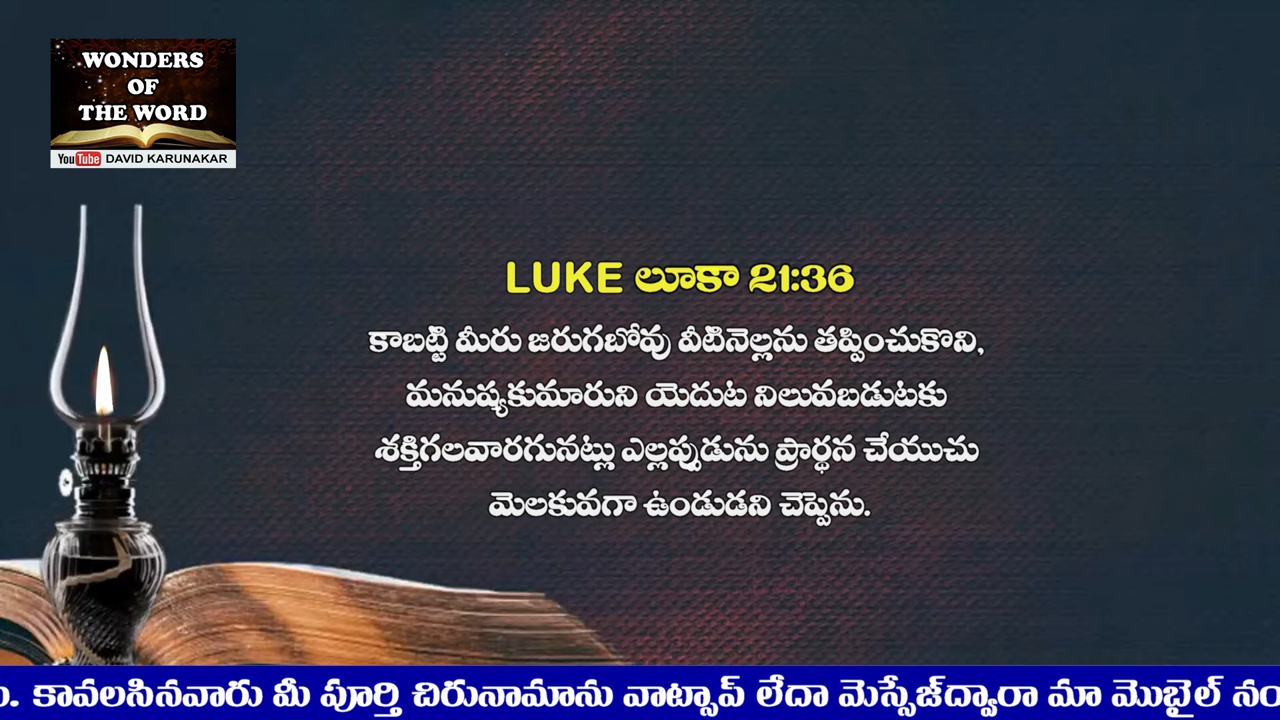 WONDERS
OF
THE WORD
YouTube DAVID KARUNAKAR
LUKE లూకా 21:36
కాబట్టి మీరు జరుగబోవు వీటినెల్లను తప్పించుకొని,
మనుష్యకుమారుని యెదుట నిలువబడుటకు
శక్తిగలవారగునట్లు ఎల్లప్పుడును ప్రార్థన చేయుచు
మెలకువగా ఉండుడని చెప్పెను.
కావలసినవారు మీ పూర్తి చిరునామాను వాట్సాప్ లేదా మెస్సేజ్‌ద్వారా మా మొబైల్